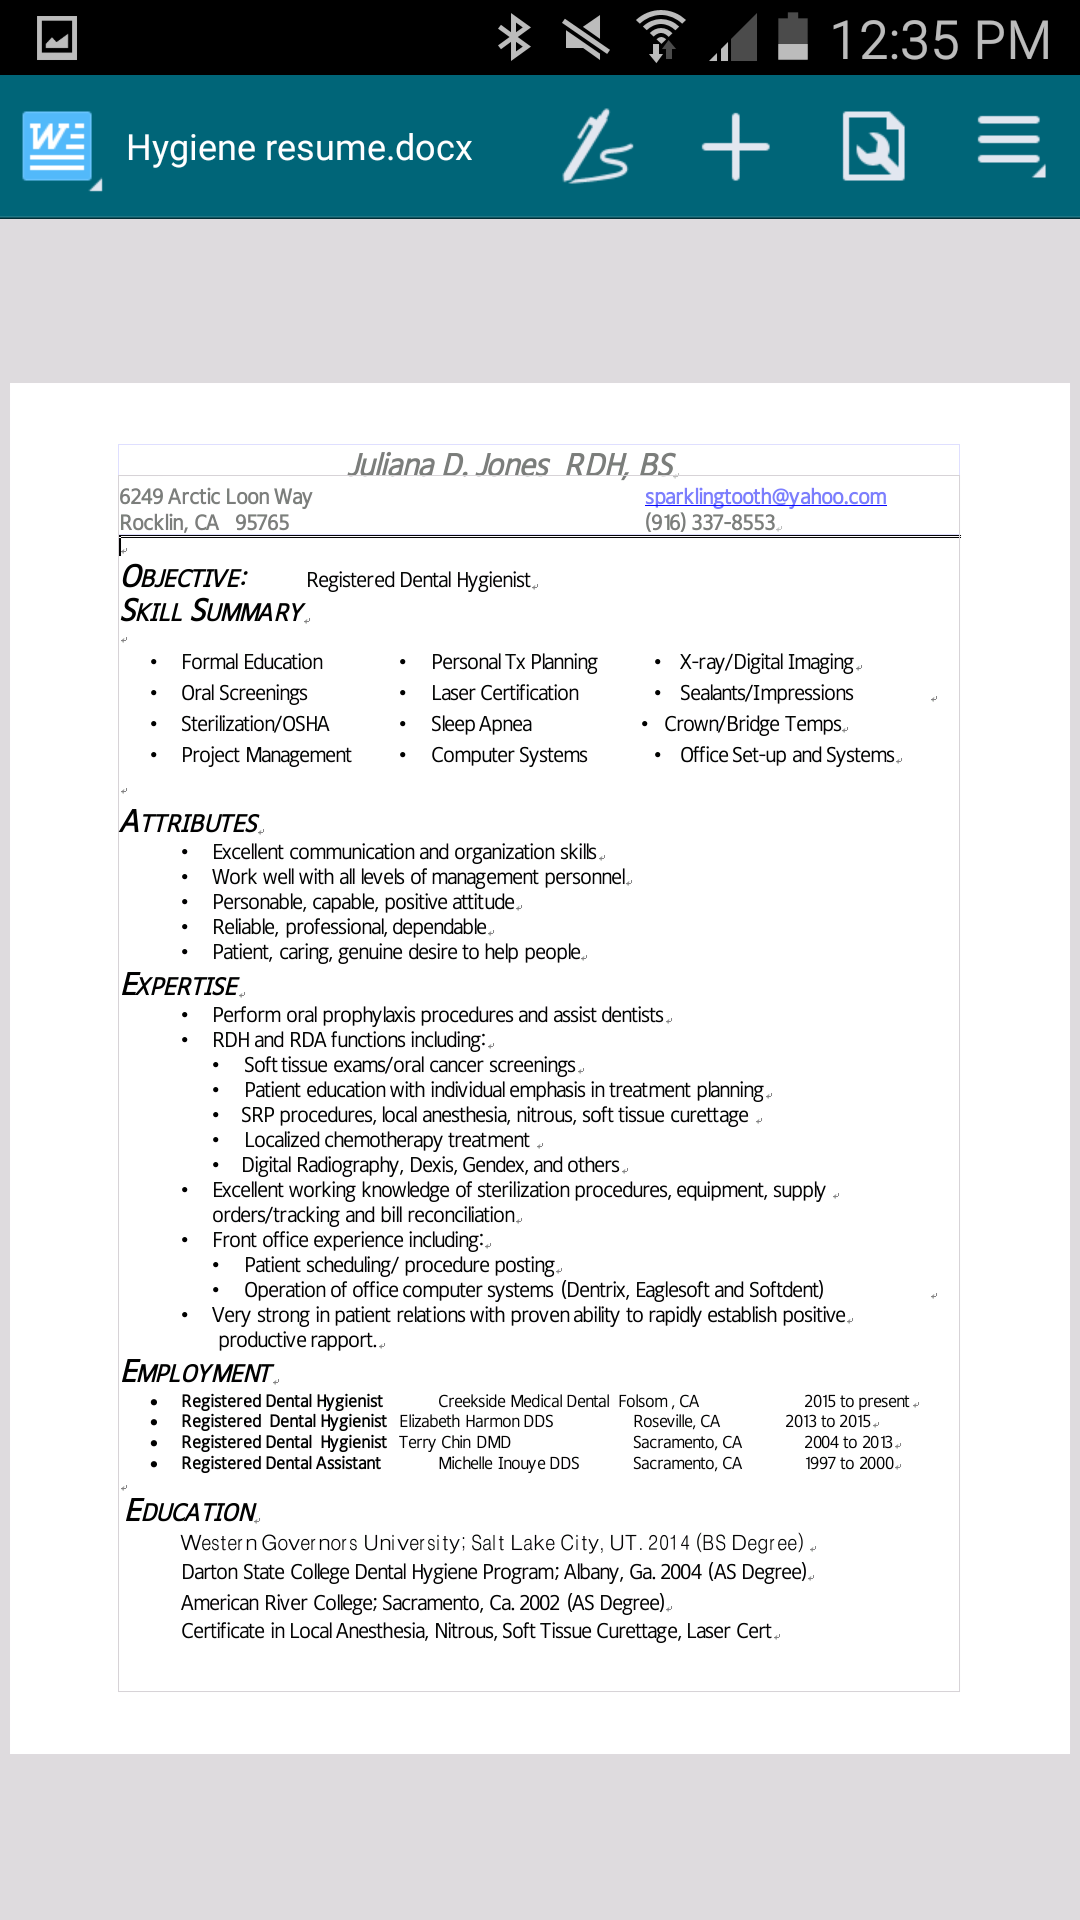 12:35 PM
Hygiene resume.docx
Juliana D. Jones RDH, BS
6249 Arctic Loon Way sparklingtooth@yahoo.com
Rocklin, CA 95765 (916) 337-8553
OBJECTIVE: Registered Dental Hygienist
SKILL SUMMARY
• Formal Education • Personal Tx Planning • X-ray/Digital Imaging
• Oral Screenings • Laser Certification • Sealants/Impressions
• Sterilization/OSHA • Sleep Apnea • Crown/Bridge Temps
• Project Management • Computer Systems • Office Set-up and Systems
ATTRIBUTES
• Excellent communication and organization skills
• Work well with all levels of management personnel
• Personable, capable, positive attitude
• Reliable, professional, dependable
• Patient, caring, genuine desire to help people
EXPERTISE
• Perform oral prophylaxis procedures and assist dentists
• RDH and RDA functions including:
• Soft tissue exams/oral cancer screenings
• Patient education with individual emphasis in treatment planning
• SRP procedures, local anesthesia, nitrous, soft tissue curettage
• Localized chemotherapy treatment
• Digital Radiography, Dexis, Gendex, and others
• Excellent working knowledge of sterilization procedures, equipment, supply
orders/tracking and bill reconciliation
• Front office experience including:
• Patient scheduling/ procedure posting
• Operation of office computer systems (Dentrix, Eaglesoft and Softdent)
• Very strong in patient relations with proven ability to rapidly establish positive
productive rapport.
EMPLOYMENT
• Registered Dental Hygienist Creekside Medical Dental Folsom , CA 2015 to present
• Registered Dental Hygienist Elizabeth Harmon DDS Roseville, CA 2013 to 2015
• Registered Dental Hygienist Terry Chin DMD Sacramento, CA 2004 to 2013
• Registered Dental Assistant Michelle Inouye DDS Sacramento, CA 1997 to 2000
EDUCATION
Western Governors University; Salt Lake City, UT. 2014 (BS Degree)
Darton State College Dental Hygiene Program; Albany, Ga. 2004 (AS Degree)
American River College; Sacramento, Ca. 2002 (AS Degree)
Certificate in Local Anesthesia, Nitrous, Soft Tissue Curettage, Laser Cert